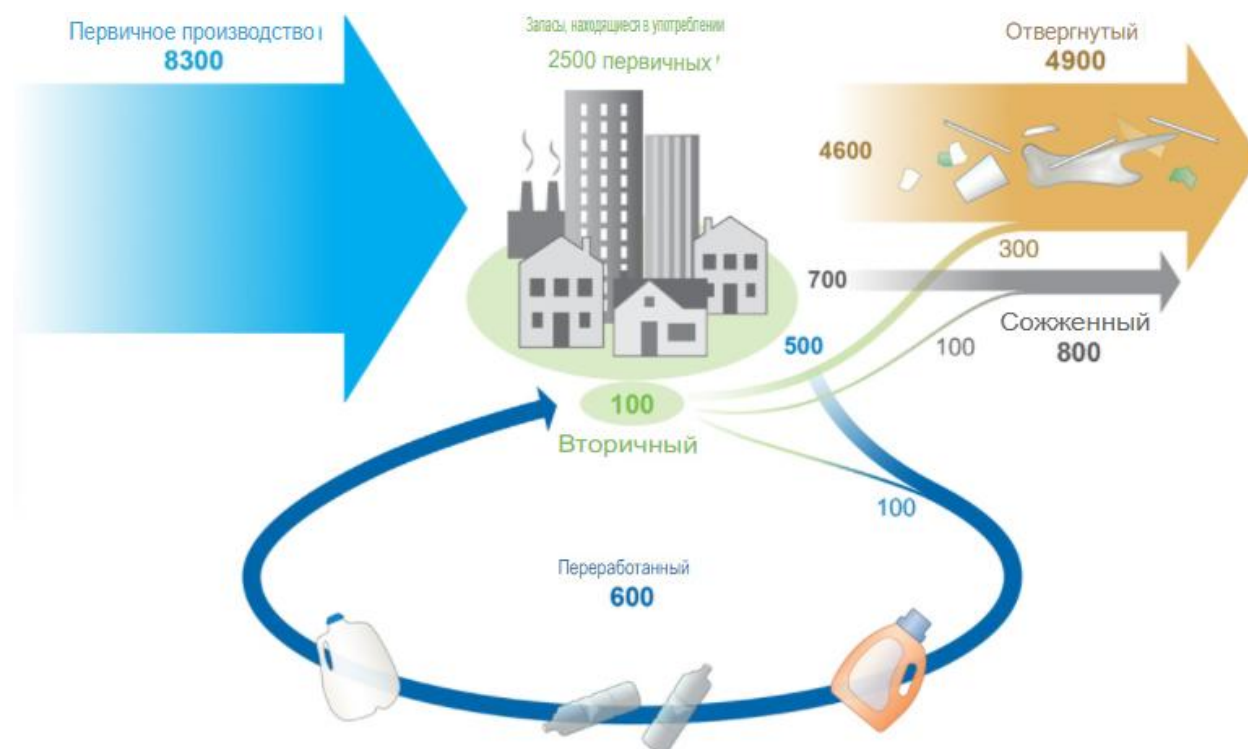 Первичное производство
8300
Запасы, находящиеся в употреблении
2500 первичных
Отвергнутый
4900
4600
300
700
Сожженный
800
500
100
100
Вторичный
100
Переработанный
600